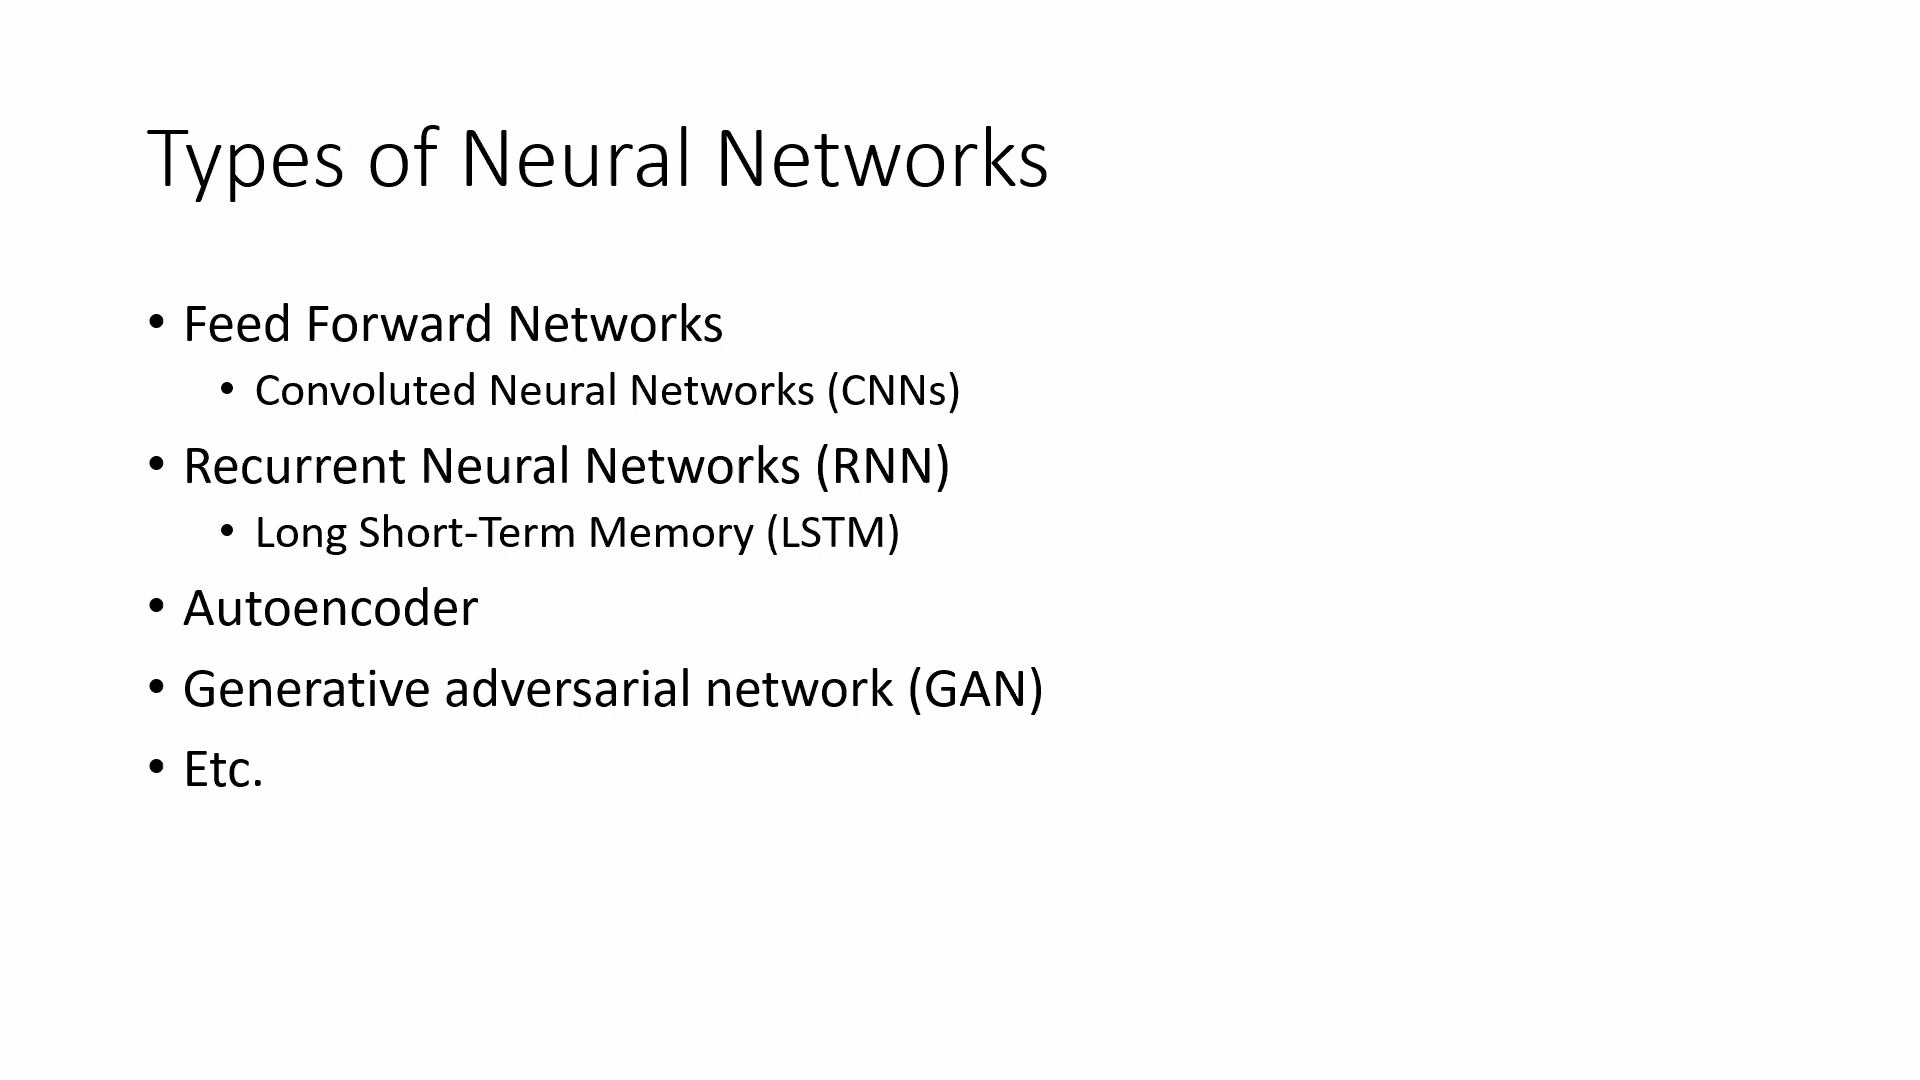 Types of Neural Networks
• Feed Forward Networks
• Convoluted Neural Networks (CNNs)
• Recurrent Neural Networks (RNN)
• Long Short-Term Memory (LSTM)
• Autoencoder
• Generative adversarial network (GAN)
• Etc.